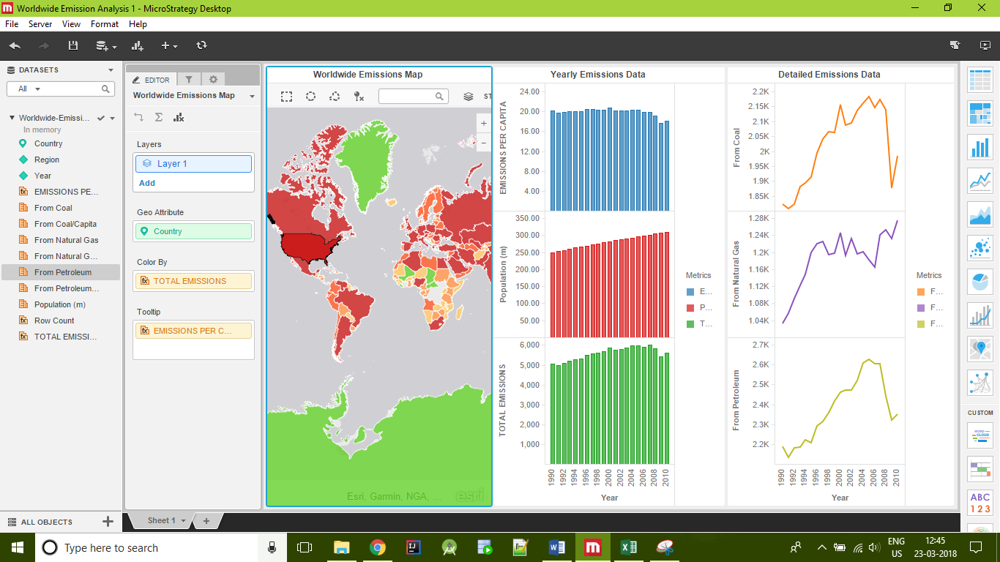 Worldwide Emission Analysis 1 - MicroStrategy Desktop
File Server View Format Help
DATASETS
All
Worldwide-Emissi...
In memory
Country
Region
Year
EMISSIONS PE...
From Coal
From Coal/Capita
From Natural Gas
From Natural G...
From Petroleum
From Petroleum...
Population (m)
Row Count
TOTAL EMISSI...
ALL OBJECTS
EDITOR
Worldwide Emissions Map
Layers
Layer 1
Add
Geo Attribute
Country
Color By
TOTAL EMISSIONS
Tooltip
EMISSIONS PER C...
Worldwide Emissions Map
ST
+
−
Esri, Garmin, NGA, ...
esri
Yearly Emissions Data
EMISSIONS PER CAPITA
24.00
20.00
16.00
12.00
8.00
4.00
Population (m)
350.00
300.00
250.00
200.00
150.00
100.00
50.00
TOTAL EMISSIONS
6,000
5,000
4,000
3,000
2,000
1,000
1990 1992 1994 1996 1998 2000 2002 2004 2006 2008 2010
Year
Metrics
E...
P...
T...
Detailed Emissions Data
From Coal
2.2K
2.15K
2.1K
2.05K
2K
1.95K
1.9K
1.85K
From Natural Gas
1.28K
1.24K
1.2K
1.16K
1.12K
1.08K
1.04K
From Petroleum
2.7K
2.6K
2.5K
2.4K
2.3K
2.2K
1990 1992 1994 1996 1998 2000 2002 2004 2006 2008 2010
Year
Metrics
F...
F...
F...
CUSTOM
WORD
CLOUD
ABC
123
Sheet 1
+
Type here to search
ENG
US
12:45
23-03-2018